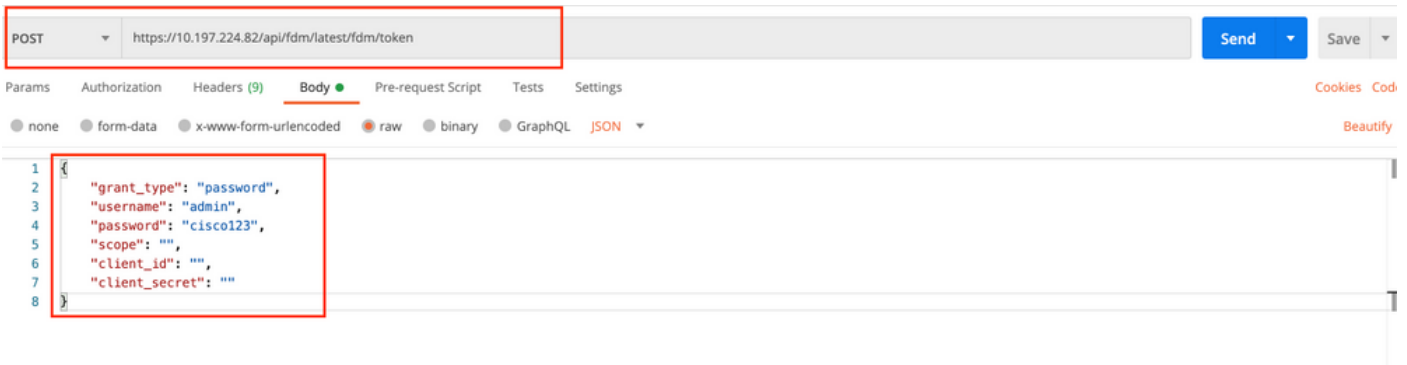 POST https://10.197.224.82/api/fdm/latest/fdm/token Send Save
Params Authorization Headers (9) Body Pre-request Script Tests Settings Cookies Code
none form-data x-www-form-urlencoded raw binary GraphQL JSON Beautify
1 {
2 "grant_type": "password",
3 "username": "admin",
4 "password": "cisco123",
5 "scope": "",
6 "client_id": "",
7 "client_secret": ""
8 }